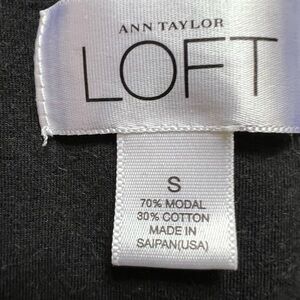 ANN TAYLOR
LOFT
S
70% MODAL
30% COTTON
MADE IN
SAIPAN(USA)